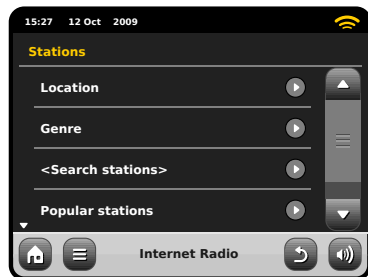 15:27 12 Oct 2009
Stations
Location
Genre
<Search stations>
Popular stations
Internet Radio